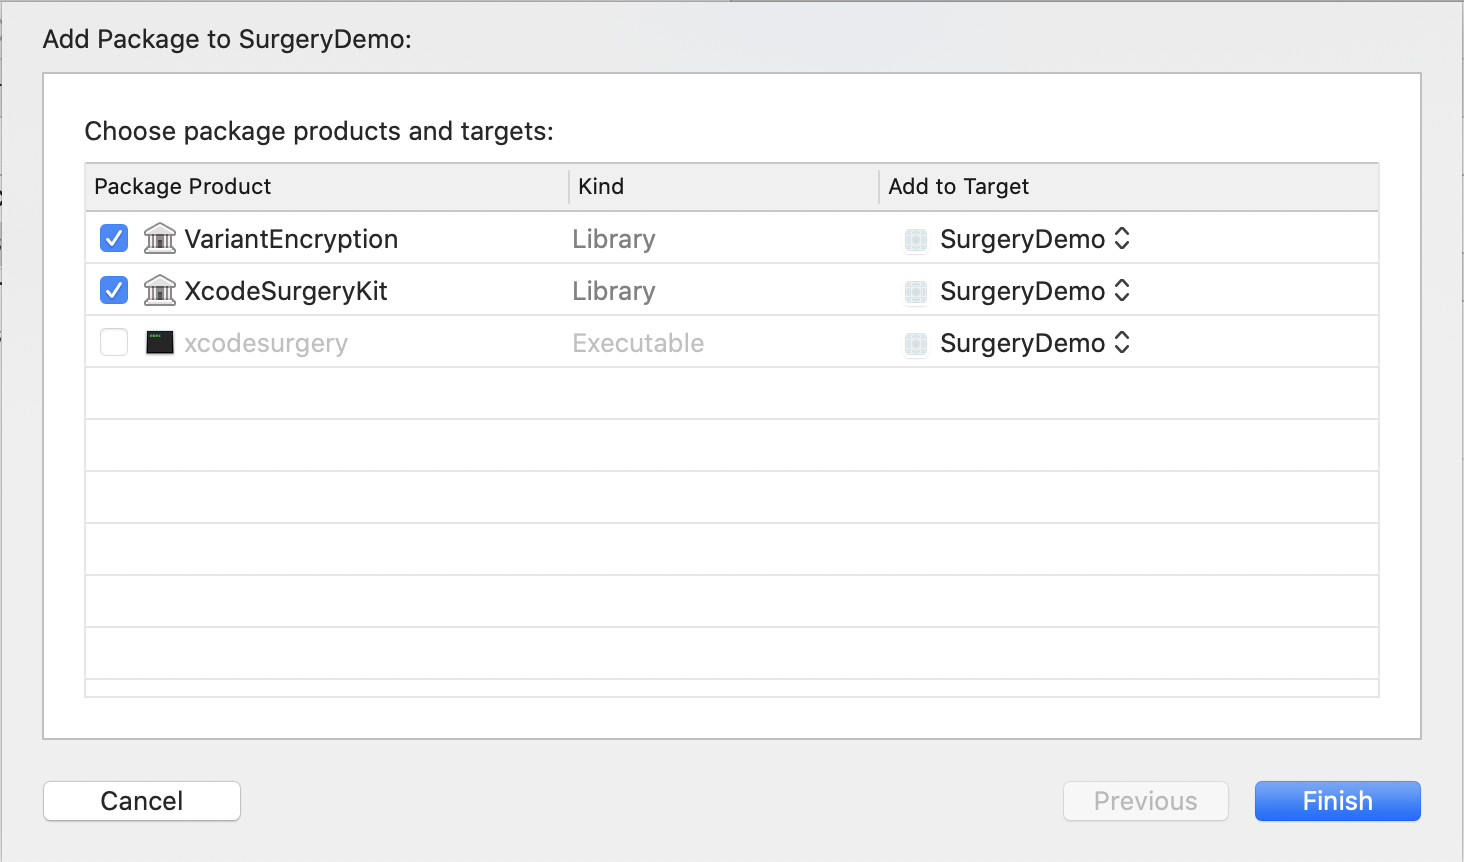 Add Package to SurgeryDemo:
Choose package products and targets:
Package Product Kind Add to Target
VariantEncryption Library SurgeryDemo
XcodeSurgeryKit Library SurgeryDemo
xcodesurgery Executable SurgeryDemo
Cancel Previous Finish